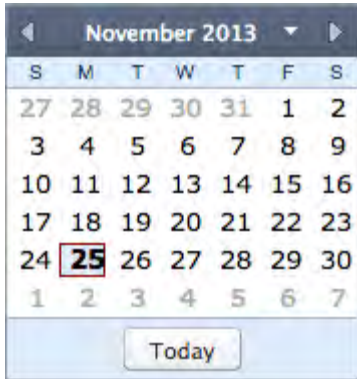 November 2013
S M T W T F S
27 28 29 30 31 1 2
3 4 5 6 7 8 9
10 11 12 13 14 15 16
17 18 19 20 21 22 23
24 25 26 27 28 29 30
1 2 3 4 5 6 7
Today